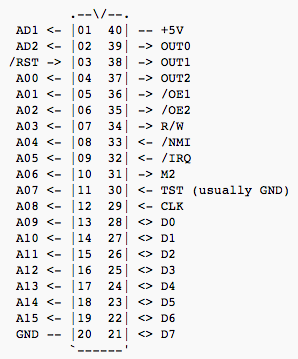 .--\/--.
AD1 <- |01 40| -- +5V
AD2 <- |02 39| -> OUT0
/RST -> |03 38| -> OUT1
A00 <- |04 37| -> OUT2
A01 <- |05 36| -> /OE1
A02 <- |06 35| -> /OE2
A03 <- |07 34| -> R/W
A04 <- |08 33| <- /NMI
A05 <- |09 32| <- /IRQ
A06 <- |10 31| -> M2
A07 <- |11 30| <- TST (usually GND)
A08 <- |12 29| <- CLK
A09 <- |13 28| <> D0
A10 <- |14 27| <> D1
A11 <- |15 26| <> D2
A12 <- |16 25| <> D3
A13 <- |17 24| <> D4
A14 <- |18 23| <> D5
A15 <- |19 22| <> D6
GND -- |20 21| <> D7
`------'